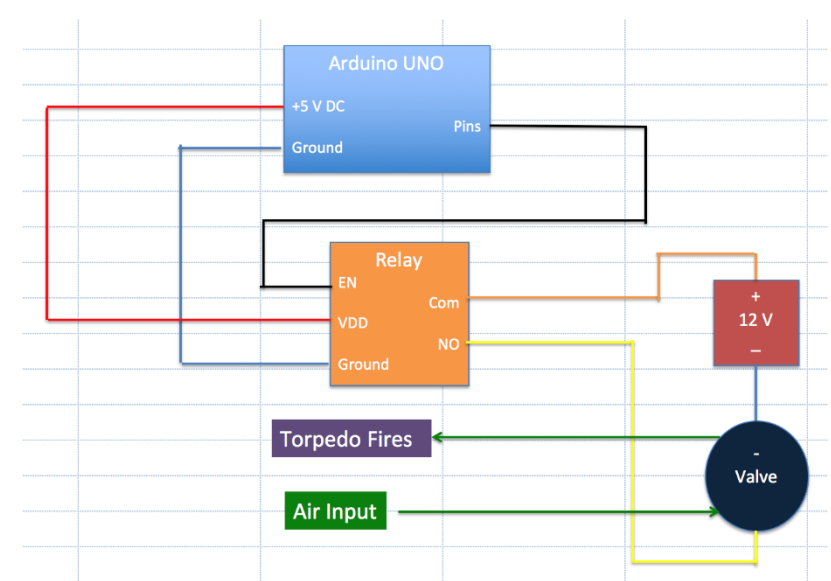 Arduino UNO
+5 V DC
Pins
Ground
Relay
EN
Com
VDD
NO
Ground
+
12 V
–
Torpedo Fires
-
Valve
Air Input